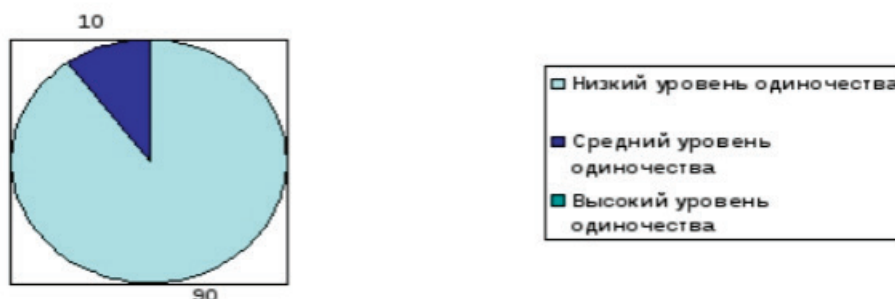 10
90
Низкий уровень одиночества
Средний уровень
одиночества
Высокий уровень
одиночества